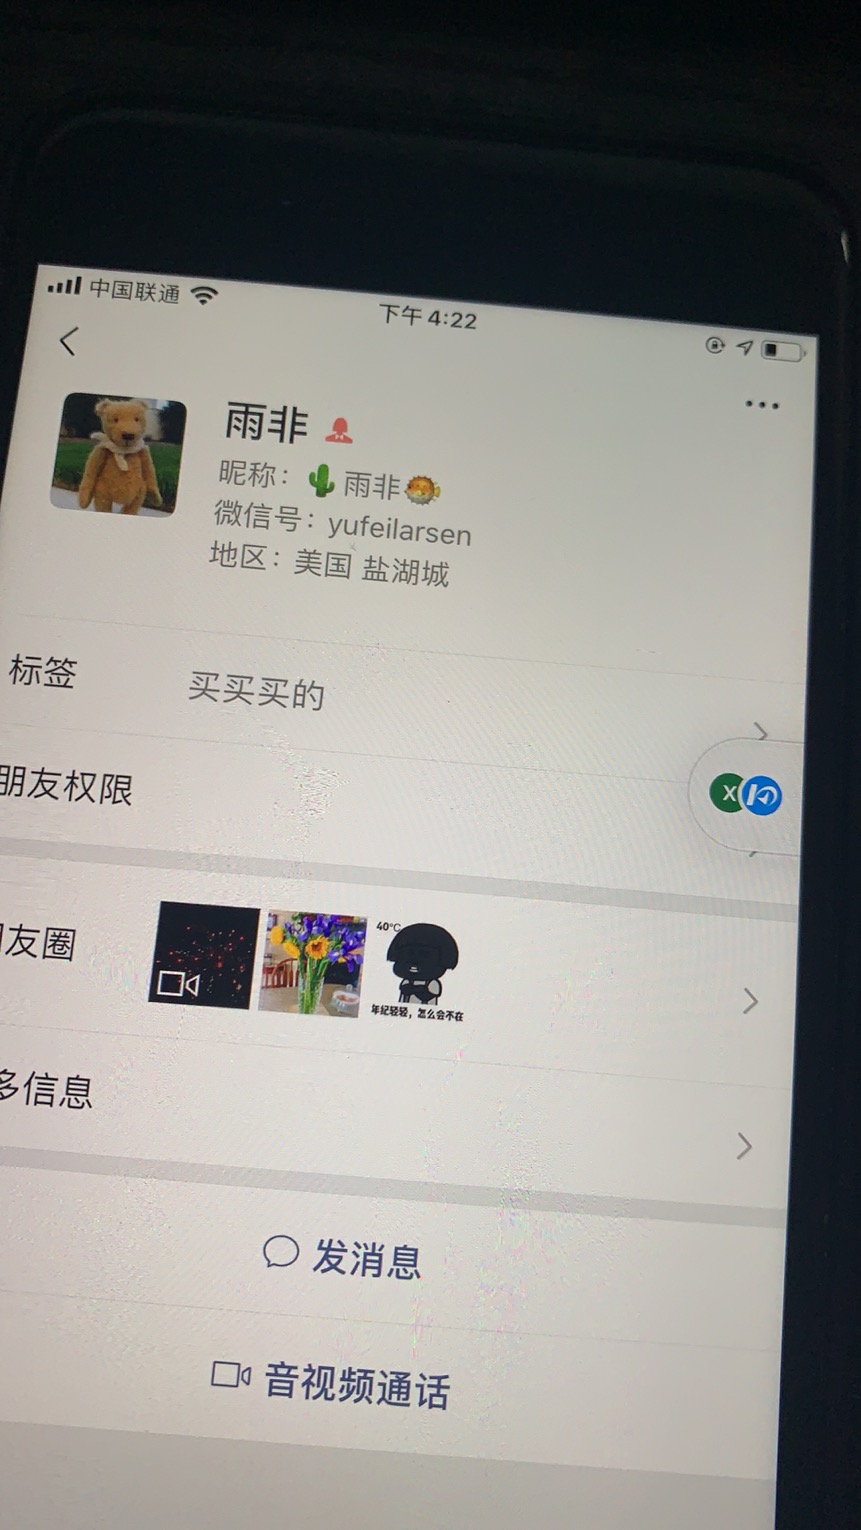 中国联通
下午4:22
雨非
昵称：🌵雨非🐡
微信号：yufeilarsen
地区：美国 盐湖城
标签 买买买的
朋友权限
X
友圈
40°C
年纪轻轻，怎么会不在
多信息
发消息
音视频通话